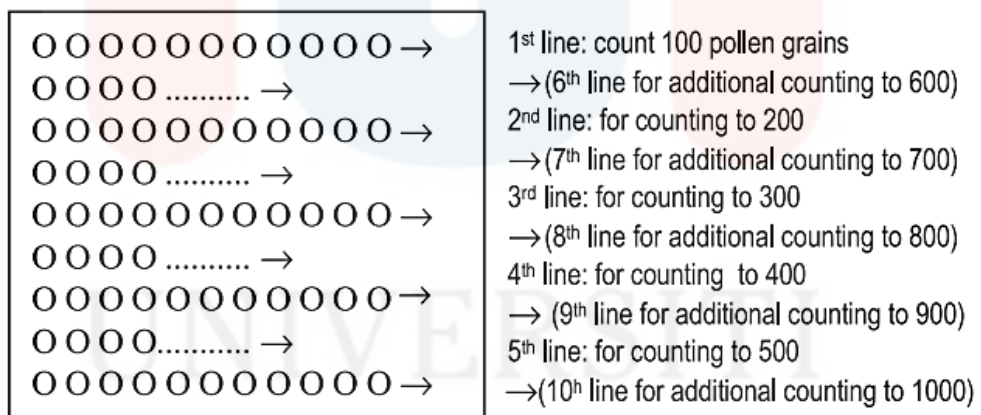 O O O O O O O O O O O →
O O O O .......... →
O O O O O O O O O O O →
O O O O .......... →
O O O O O O O O O O O →
O O O O .......... →
O O O O O O O O O O O →
O O O O........... →
O O O O O O O O O O O →
1st line: count 100 pollen grains
→(6th line for additional counting to 600)
2nd line: for counting to 200
→(7th line for additional counting to 700)
3rd line: for counting to 300
→(8th line for additional counting to 800)
4th line: for counting to 400
→ (9th line for additional counting to 900)
5th line: for counting to 500
→(10h line for additional counting to 1000)
UNIVERSITI